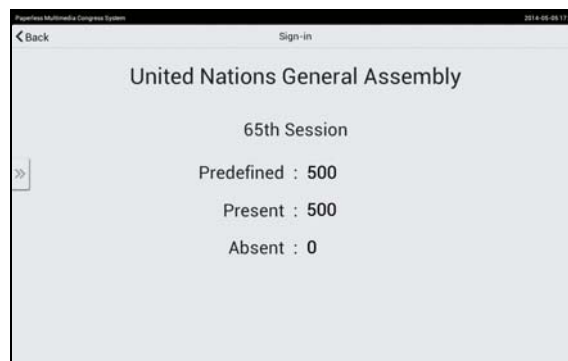 Paperless Multimedia Congress System 2014-05-05 17
Back Sign-in
United Nations General Assembly
65th Session
Predefined : 500
Present : 500
Absent : 0